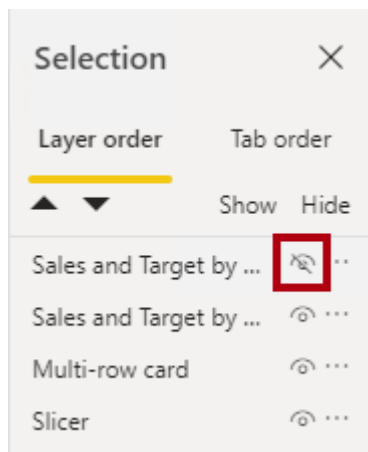 Selection
Layer order Tab order
Show Hide
Sales and Target by ...
Sales and Target by ...
Multi-row card
Slicer